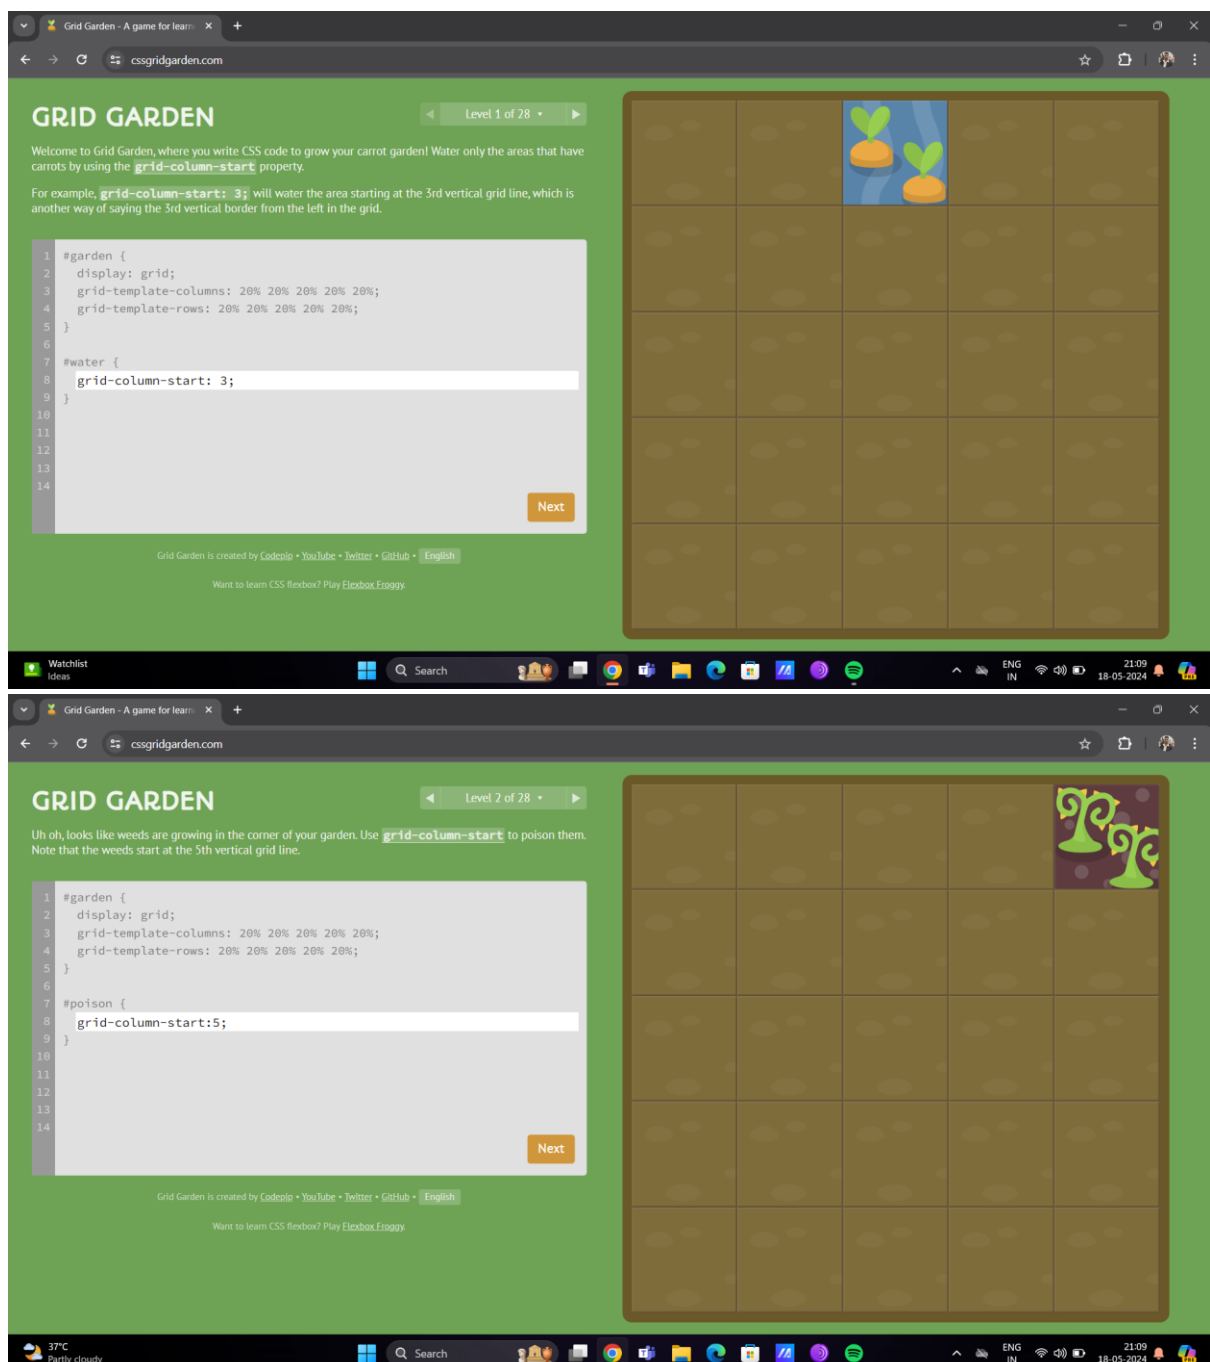 Grid Garden - A game for learn
cssgridgarden.com
GRID GARDEN
Level 1 of 28
Welcome to Grid Garden, where you write CSS code to grow your carrot garden! Water only the areas that have
carrots by using the grid-column-start property.
For example, grid-column-start: 3; will water the area starting at the 3rd vertical grid line, which is
another way of saying the 3rd vertical border from the left in the grid.
1 #garden {
2 display: grid;
3 grid-template-columns: 20% 20% 20% 20% 20%;
4 grid-template-rows: 20% 20% 20% 20% 20%;
5 }
6
7 #water {
8 grid-column-start: 3;
9 }
10
11
12
13
14
Next
Grid Garden is created by Codepip • YouTube • Twitter • GitHub • English
Want to learn CSS flexbox? Play Flexbox Froggy.
Watchlist
Ideas
Search
ENG
IN
21:09
18-05-2024
Grid Garden - A game for learn
cssgridgarden.com
GRID GARDEN
Level 2 of 28
Uh oh, looks like weeds are growing in the corner of your garden. Use grid-column-start to poison them.
Note that the weeds start at the 5th vertical grid line.
1 #garden {
2 display: grid;
3 grid-template-columns: 20% 20% 20% 20% 20%;
4 grid-template-rows: 20% 20% 20% 20% 20%;
5 }
6
7 #poison {
8 grid-column-start:5;
9 }
10
11
12
13
14
Next
Grid Garden is created by Codepip • YouTube • Twitter • GitHub • English
Want to learn CSS flexbox? Play Flexbox Froggy.
37°C
Partly cloudy
Search
ENG
IN
21:09
18-05-2024